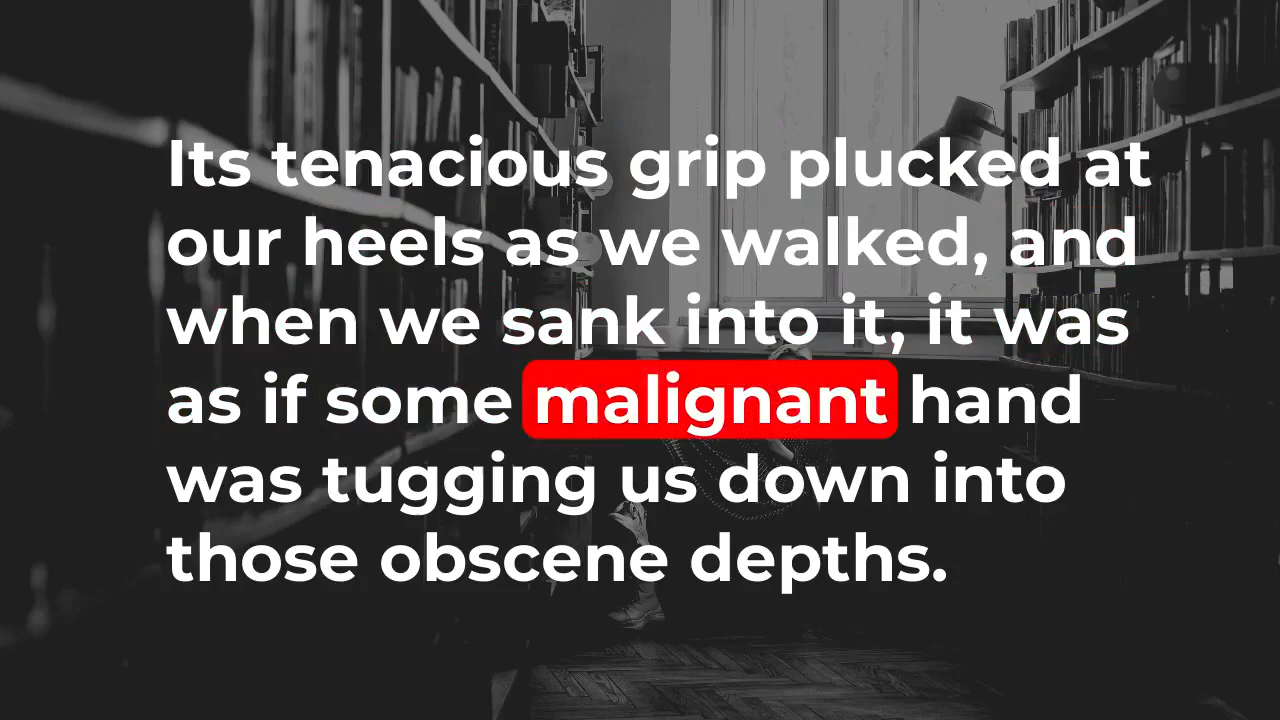 Its tenacious grip plucked at
our heels as we walked, and
when we sank into it, it was
as if some malignant hand
was tugging us down into
those obscene depths.